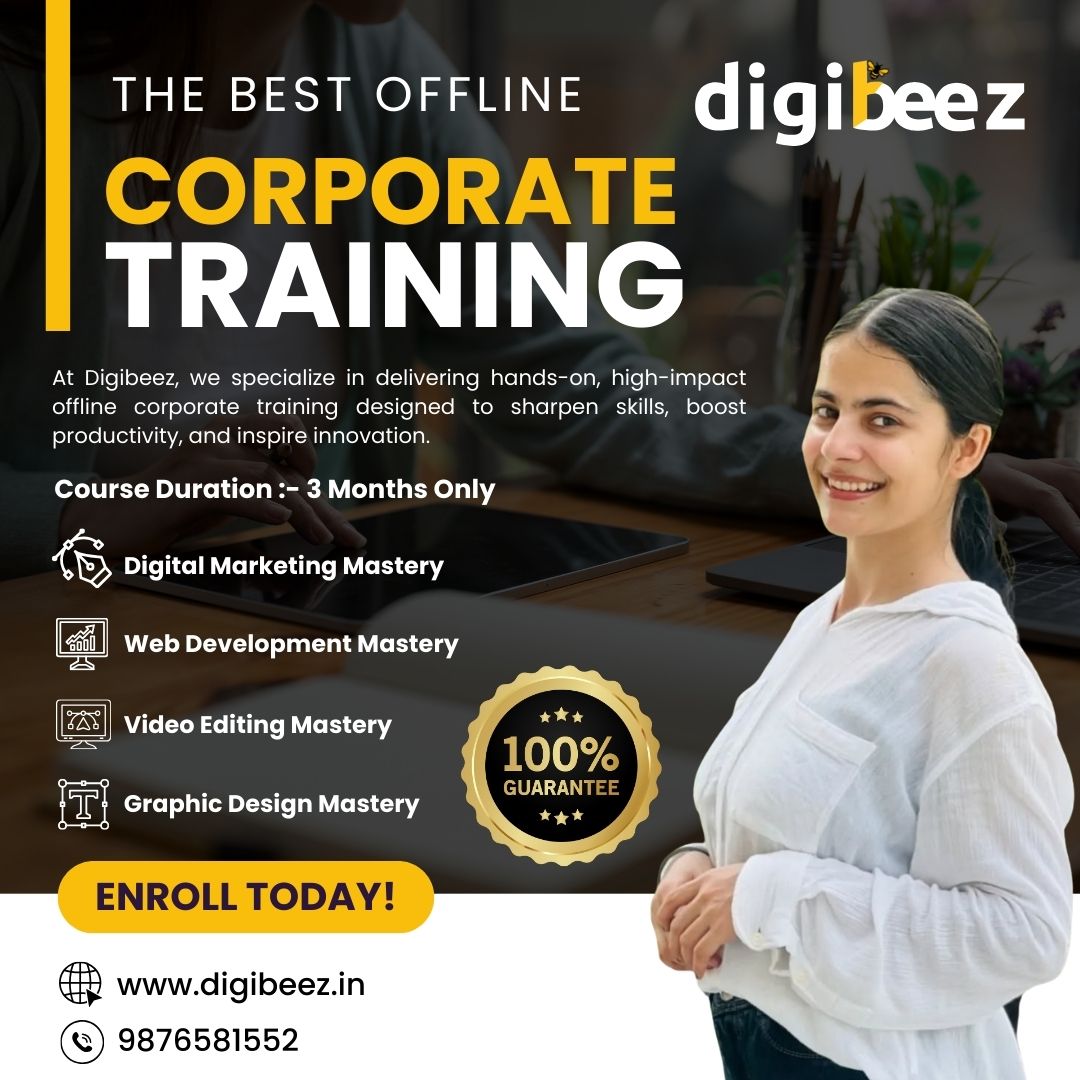 THE BEST OFFLINE
digibeez
CORPORATE
TRAINING
At Digibeez, we specialize in delivering hands-on, high-impact
offline corporate training designed to sharpen skills, boost
productivity, and inspire innovation.
Course Duration :- 3 Months Only
Digital Marketing Mastery
Web Development Mastery
Video Editing Mastery
T
Graphic Design Mastery
100%
GUARANTEE
ENROLL TODAY!
www.digibeez.in
9876581552